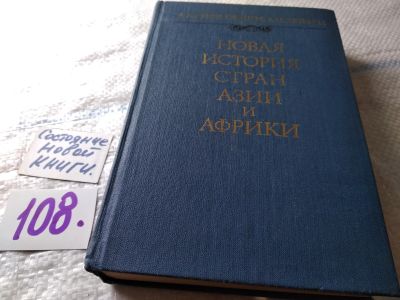 НОВАЯ
ИСТОРИЯ
СТРАН
АЗИИ
И
АФРИКИ
Состояние
новой
книги.
108.